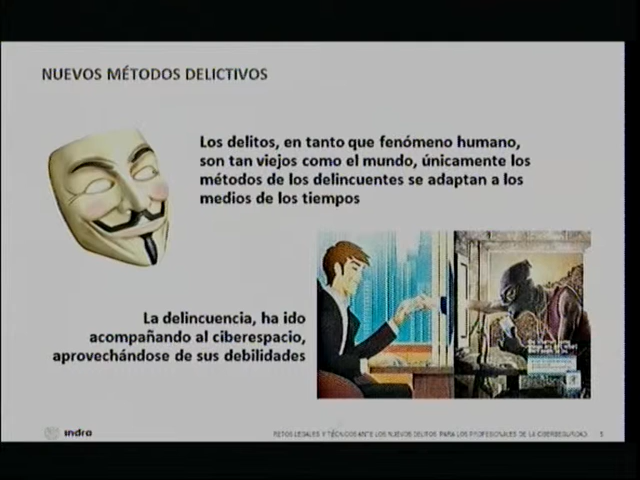 NUEVOS MÉTODOS DELICTIVOS
Los delitos, en tanto que fenómeno humano,
son tan viejos como el mundo, únicamente los
métodos de los delincuentes se adaptan a los
medios de los tiempos
La delincuencia, ha ido
acompañando al ciberespacio,
aprovechándose de sus debilidades
indra
RETOS LEGALES Y TÉCNICOS ANTE LOS NUEVOS DELITOS PARA LOS PROFESIONALES DE LA CIBERSEGURIDAD